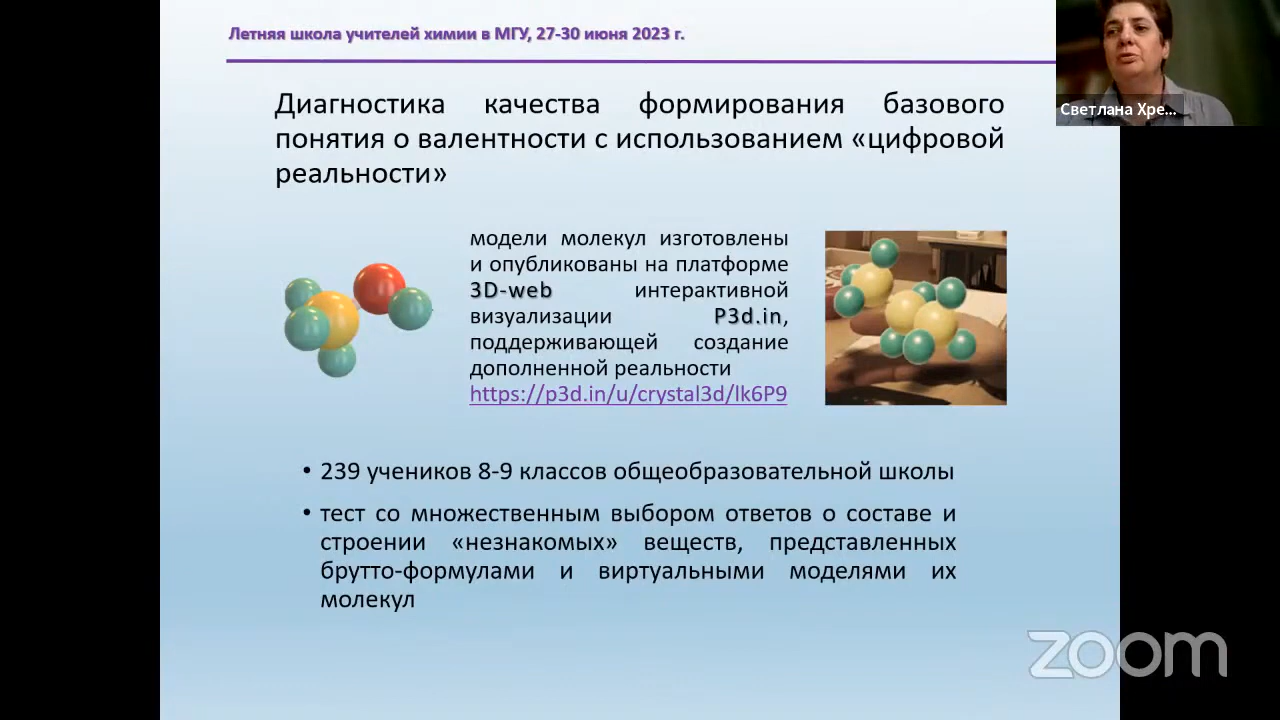 Летняя школа учителей химии в МГУ, 27-30 июня 2023 г.
Светлана Хре...
Диагностика качества формирования базового
понятия о валентности с использованием «цифровой
реальности»
модели молекул изготовлены
и опубликованы на платформе
3D-web интерактивной
визуализации P3d.in,
поддерживающей создание
дополненной реальности
https://p3d.in/u/crystal3d/lk6P9
• 239 учеников 8-9 классов общеобразовательной школы
• тест со множественным выбором ответов о составе и
строении «незнакомых» веществ, представленных
брутто-формулами и виртуальными моделями их
молекул
zoom